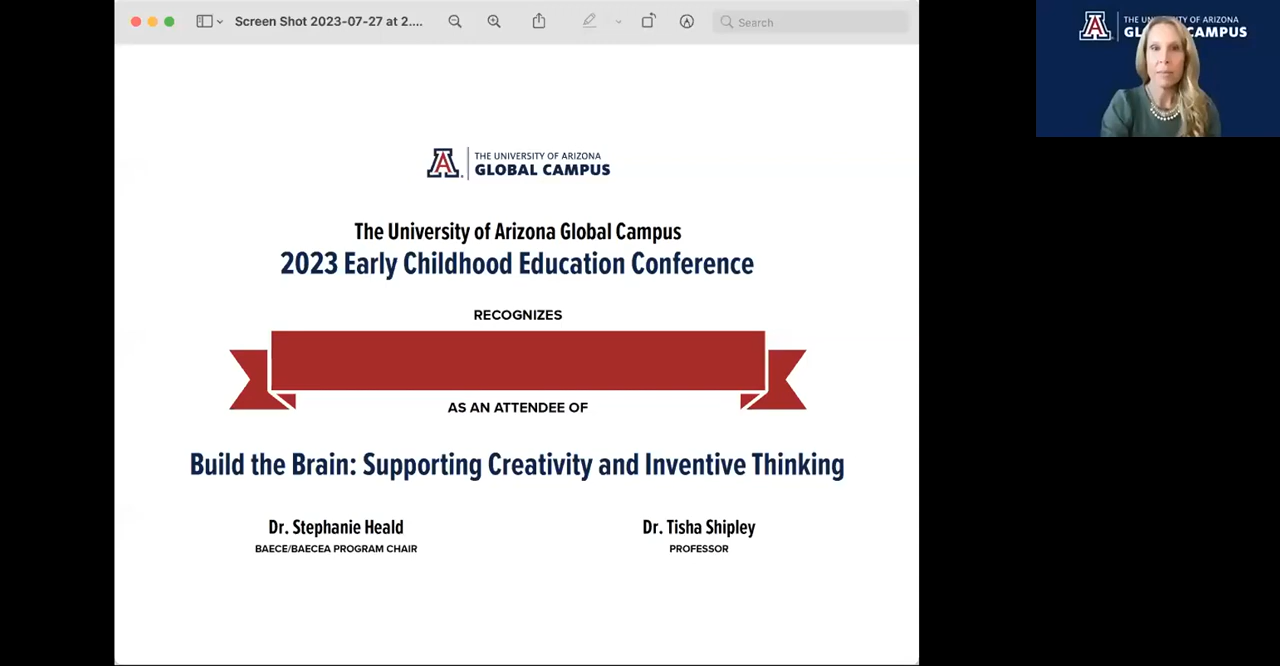 Screen Shot 2023-07-27 at 2....
Search
THE UNIVERSITY OF ARIZONA
GLOBAL CAMPUS
The University of Arizona Global Campus
2023 Early Childhood Education Conference
RECOGNIZES
AS AN ATTENDEE OF
Build the Brain: Supporting Creativity and Inventive Thinking
Dr. Stephanie Heald
BAECE/BAECEA PROGRAM CHAIR
Dr. Tisha Shipley
PROFESSOR
THE UNIVERSITY OF ARIZONA
GL CAMPUS